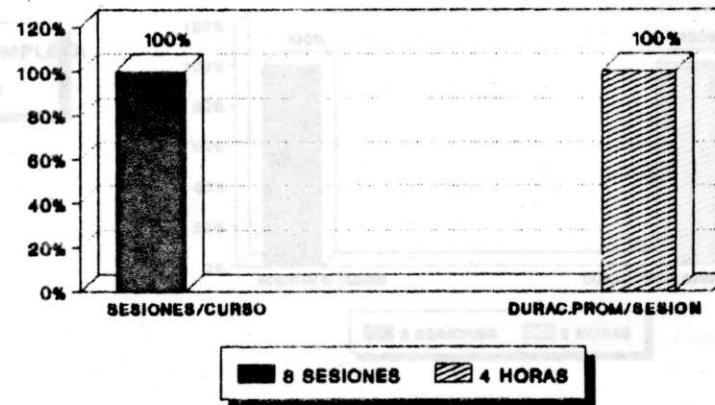 120%
100%
80%
60%
40%
20%
0%
100%
100%
SESIONES/CURSO
DURAC.PROM/SESION
8 SESIONES
4 HORAS